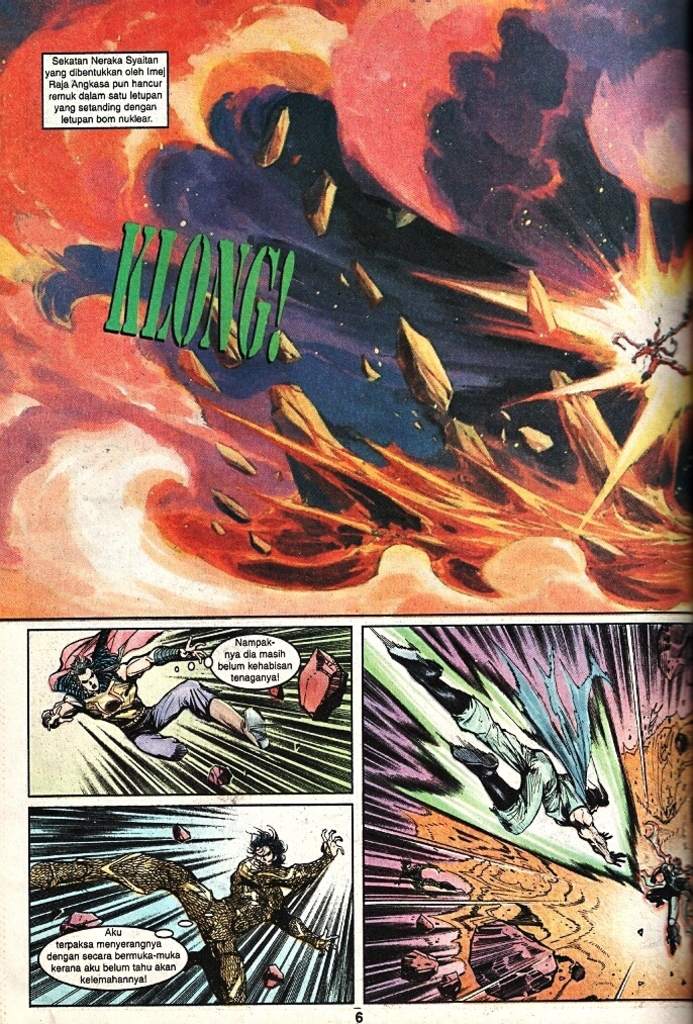 Sekatan Neraka Syaitan
yang dibentukkan oleh Imej
Raja Angkasa pun hancur
remuk dalam satu letupan
yang setanding dengan
letupan bom nuklear.
KLONG!
Nampak-
nya dia masih
belum kehabisan
tenaganya!
Aku
terpaksa menyerangnya
dengan secara bermuka-muka
kerana aku belum tahu akan
kelemahannya!
6